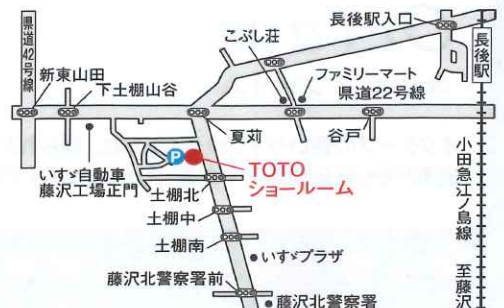 県道42号線
新東山田
下土棚山谷
こぶし荘
長後駅入口
長後駅
ファミリーマート
県道22号線
夏苅
谷戸
いすゞ自動車
藤沢工場正門
P
TOTO
ショールーム
土棚北
土棚中
土棚南
いすゞプラザ
藤沢北警察署前
藤沢北警察署
小田急江ノ島線
至藤沢